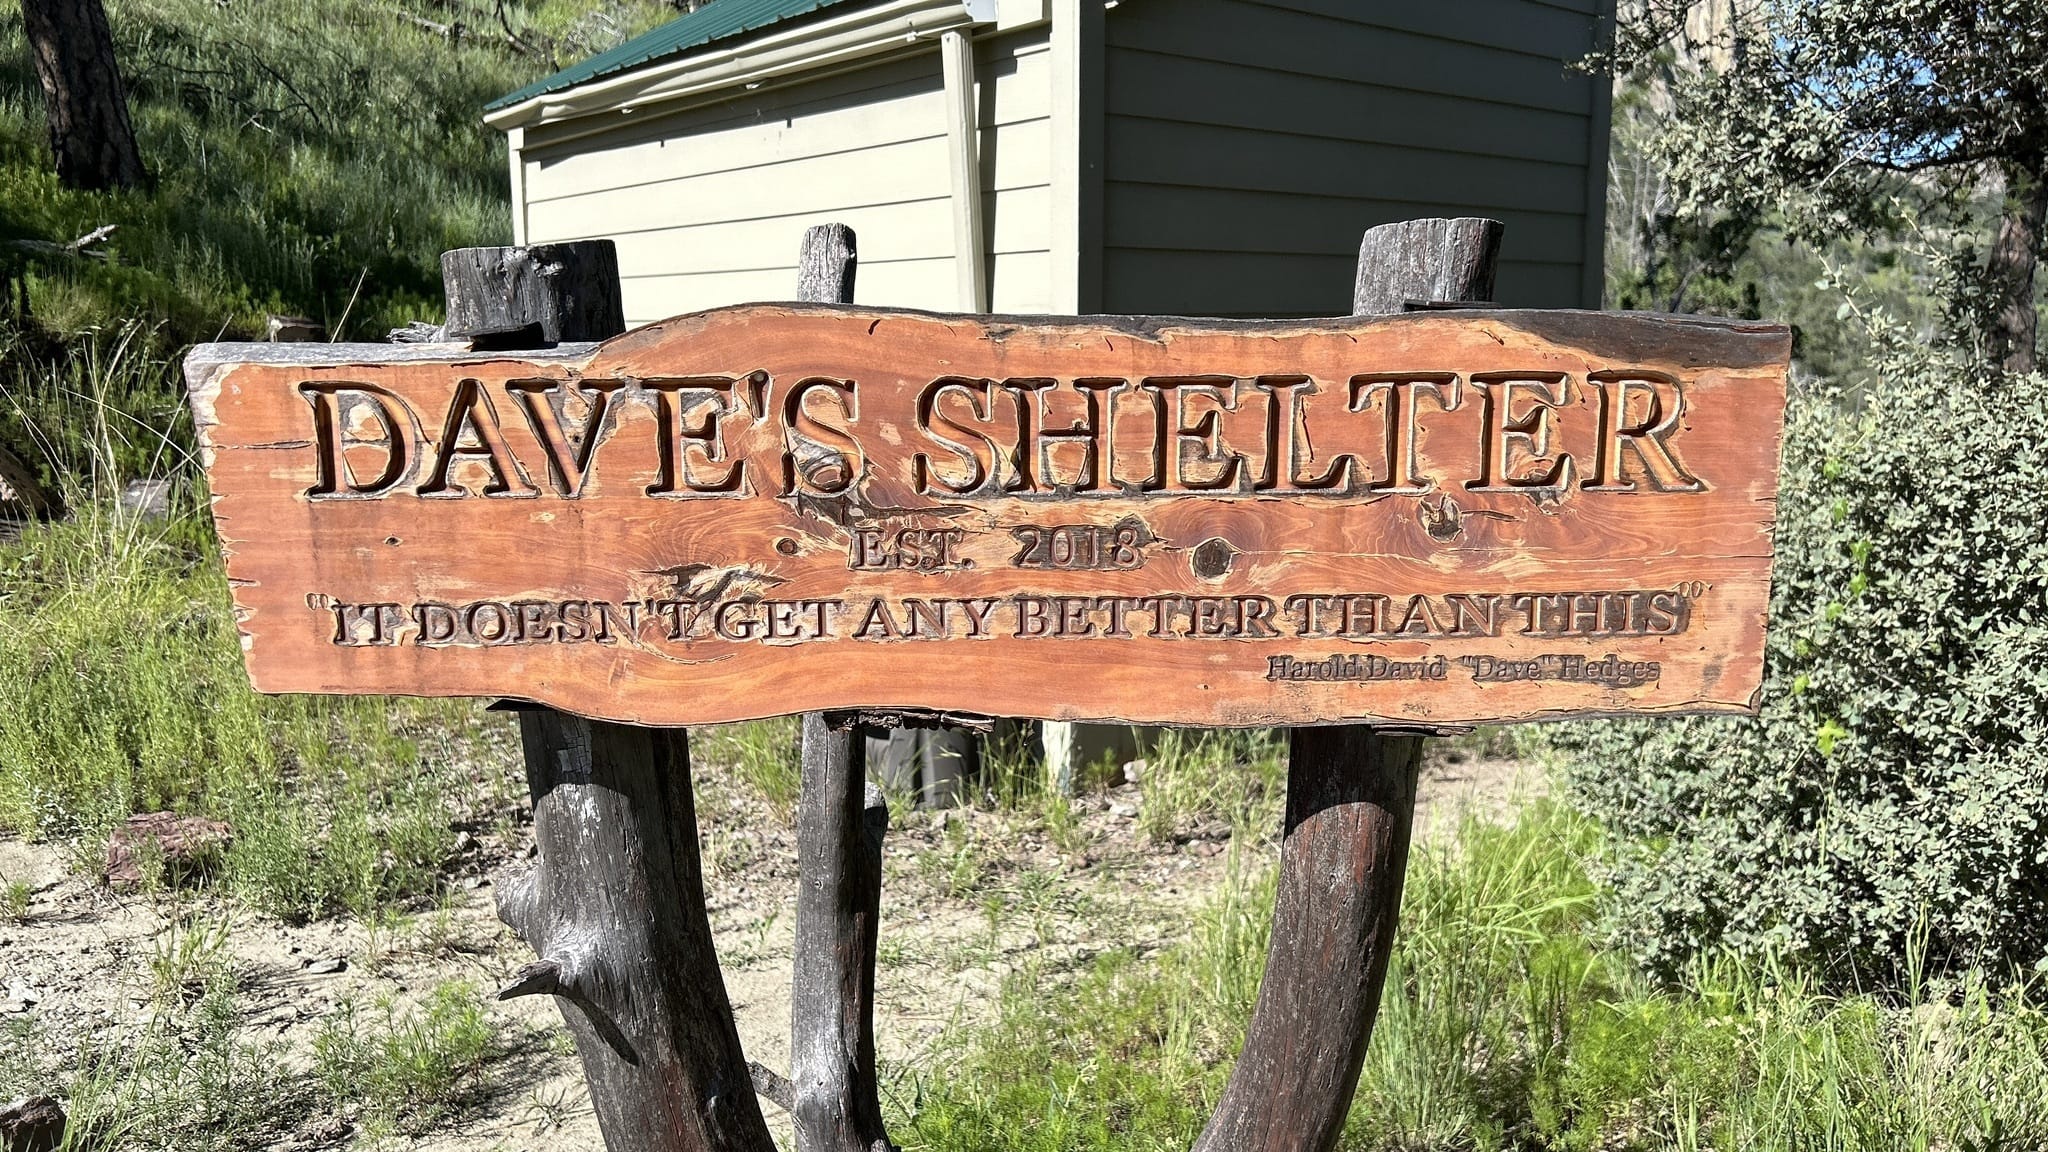 DAVE'S SHELTER
EST. 2018
"IT DOESN'T GET ANY BETTER THAN THIS"
Harold David "Dave" Hedges